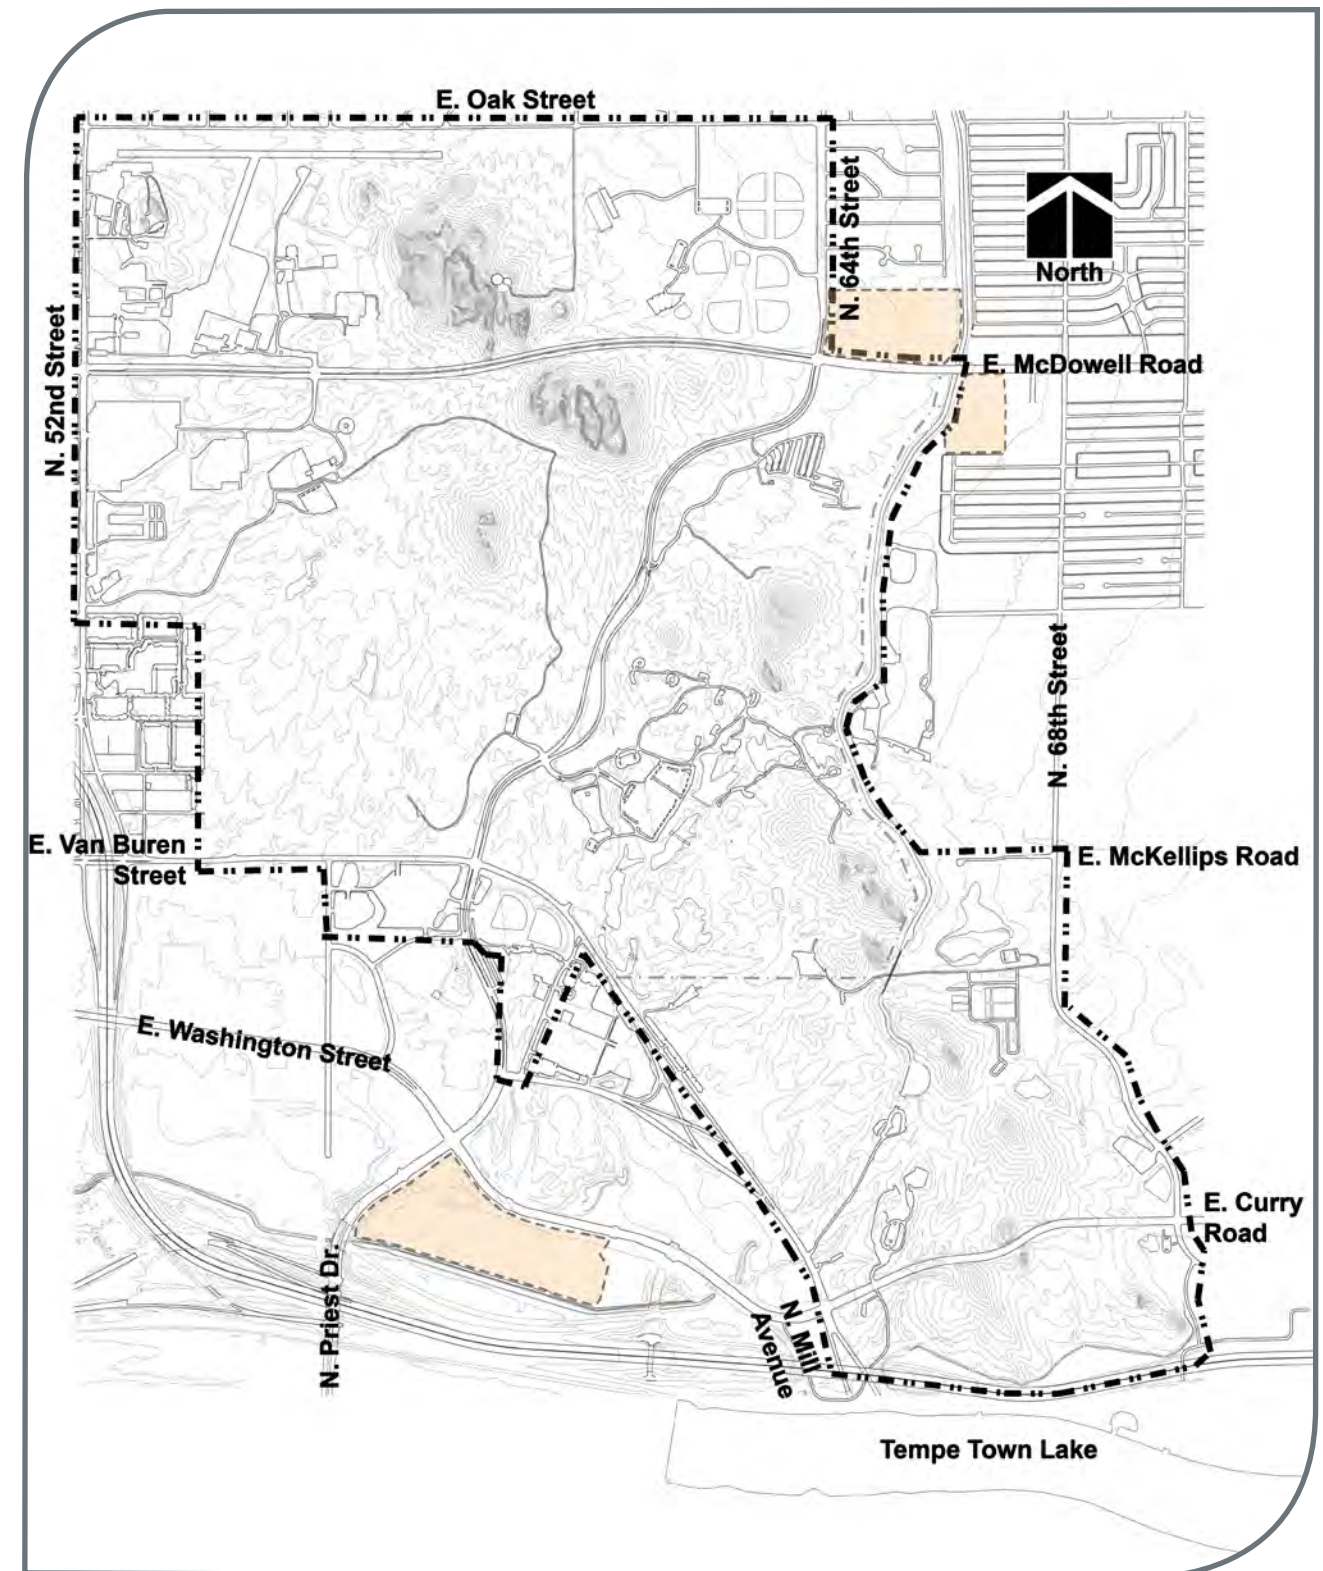 E. Oak Street
N. 64th Street
North
N. 52nd Street
E. McDowell Road
N. 68th Street
E. Van Buren
Street
E. McKellips Road
E. Washington Street
E. Curry
Road
N. Priest Dr.
N. Mill
Avenue
Tempe Town Lake